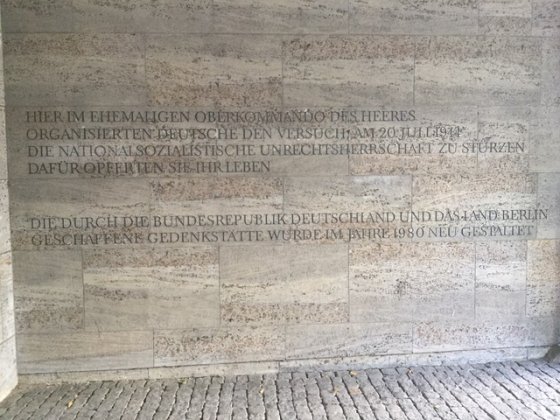 HIER IM EHEMALIGEN OBERKOMMANDO DES HEERES
ORGANISIERTEN DEUTSCHE DEN VERSUCH, AM 20. JULI 1944
DIE NATIONALSOZIALISTISCHE UNRECHTSHERRSCHAFT ZU STÜRZEN
DAFÜR OPFERTEN SIE IHR LEBEN
DIE DURCH DIE BUNDESREPUBLIK DEUTSCHLAND UND DAS LAND BERLIN
GESCHAFFENE GEDENKSTÄTTE WURDE IM JAHRE 1980 NEU GESTALTET